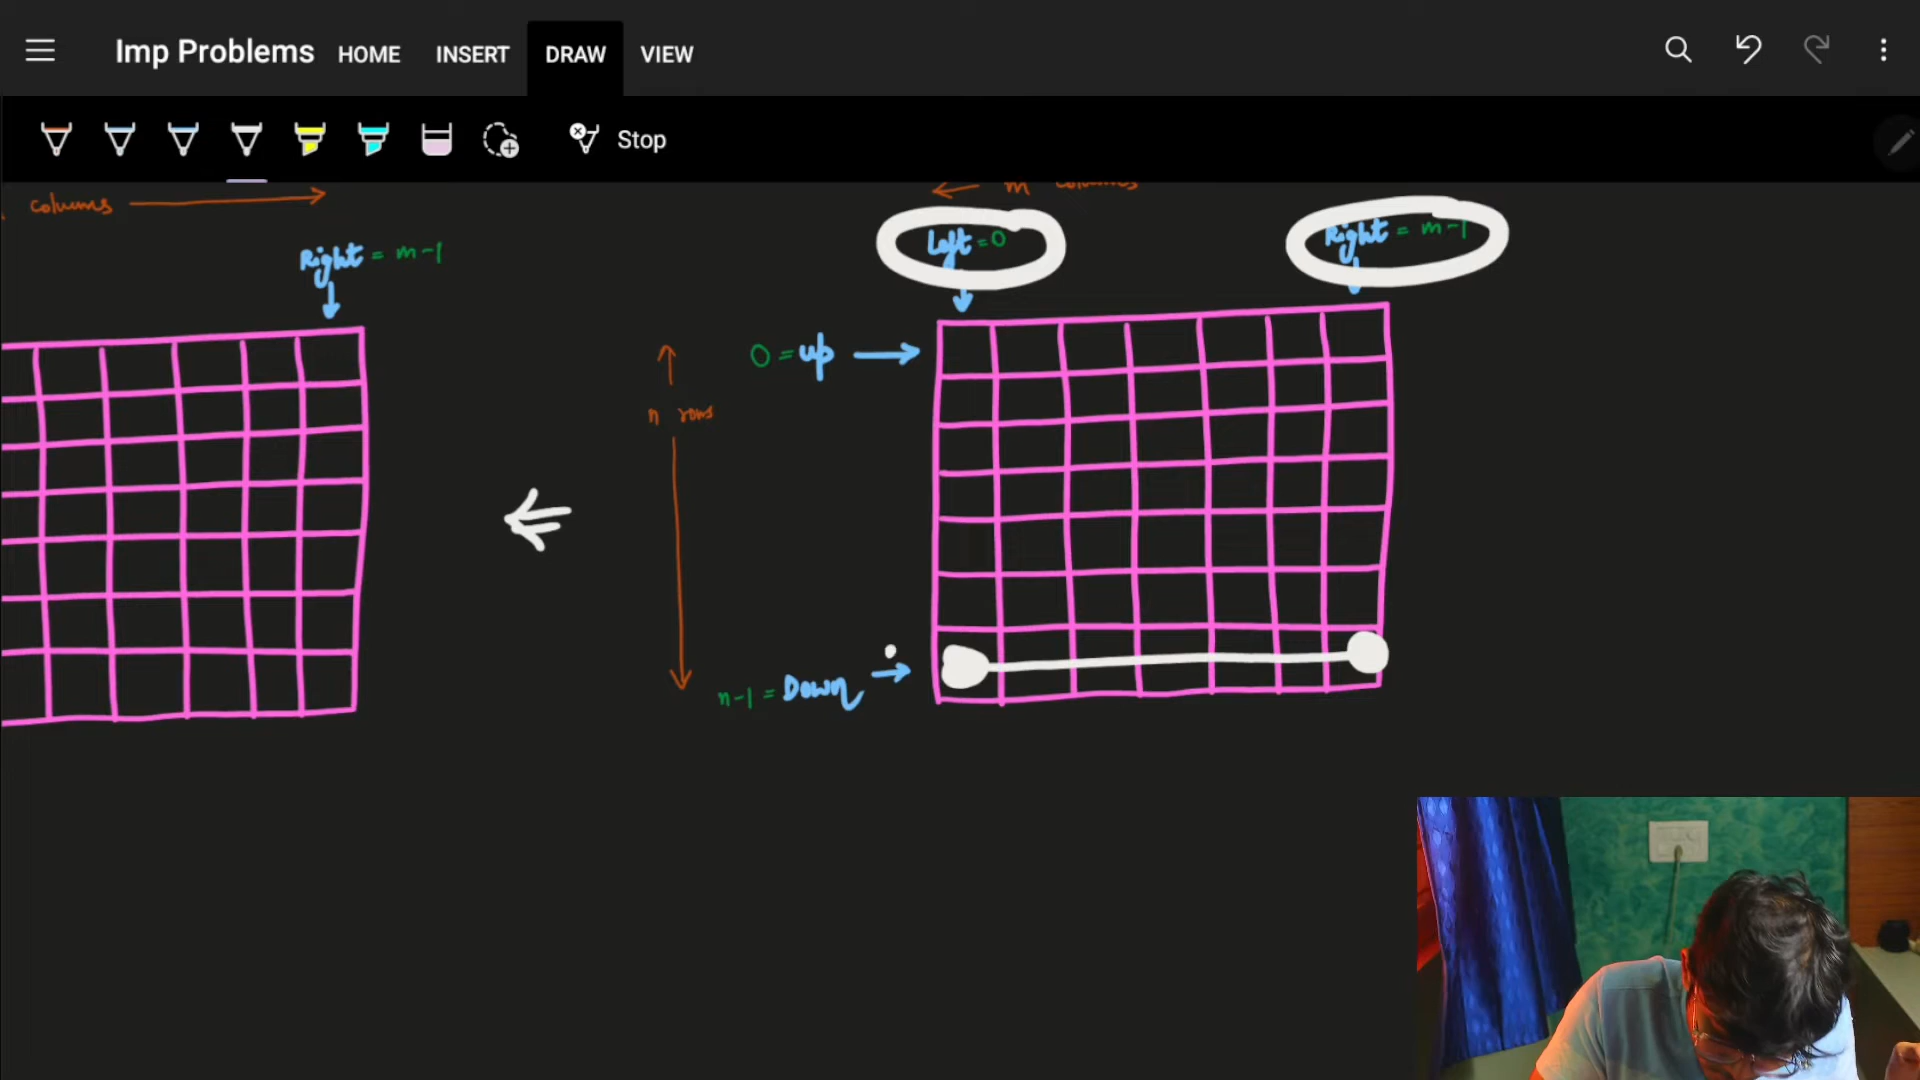 Imp Problems HOME INSERT DRAW VIEW
Stop
columns
Right = m-1
m columns
Left = 0
Right = m-1
0 = up
n rows
n-1 = Down